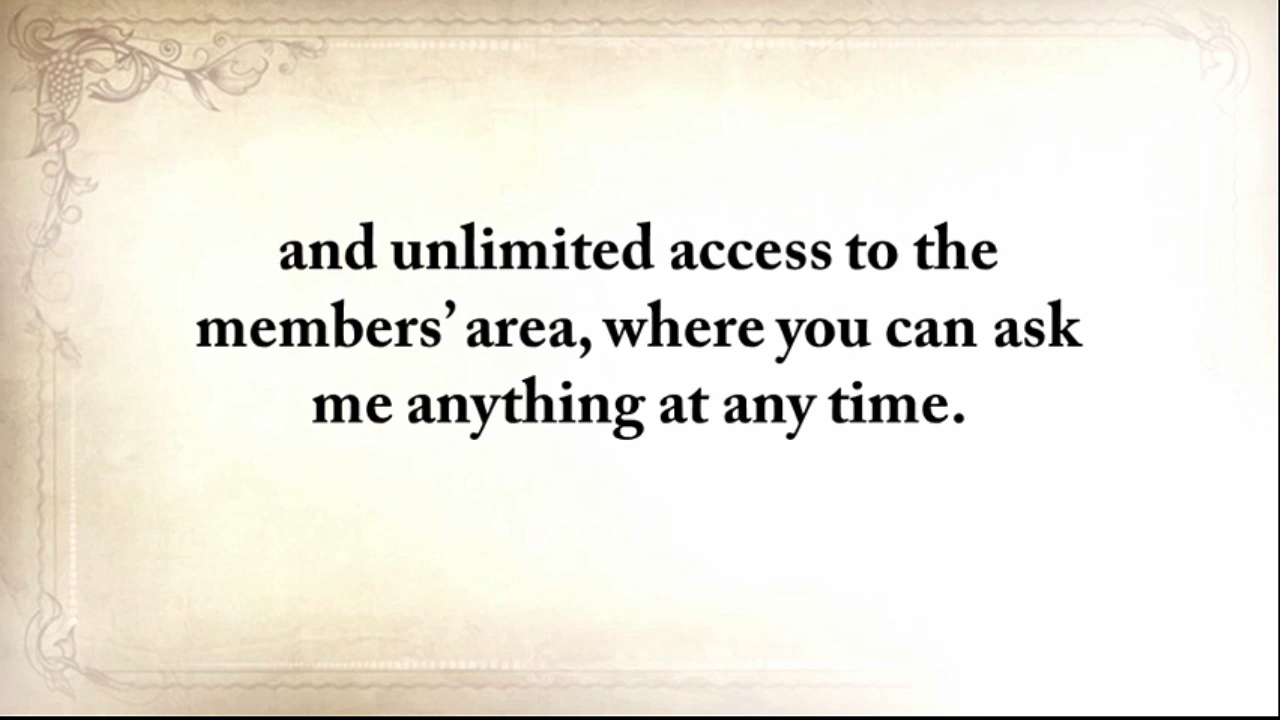 and unlimited access to the
members’ area, where you can ask
me anything at any time.